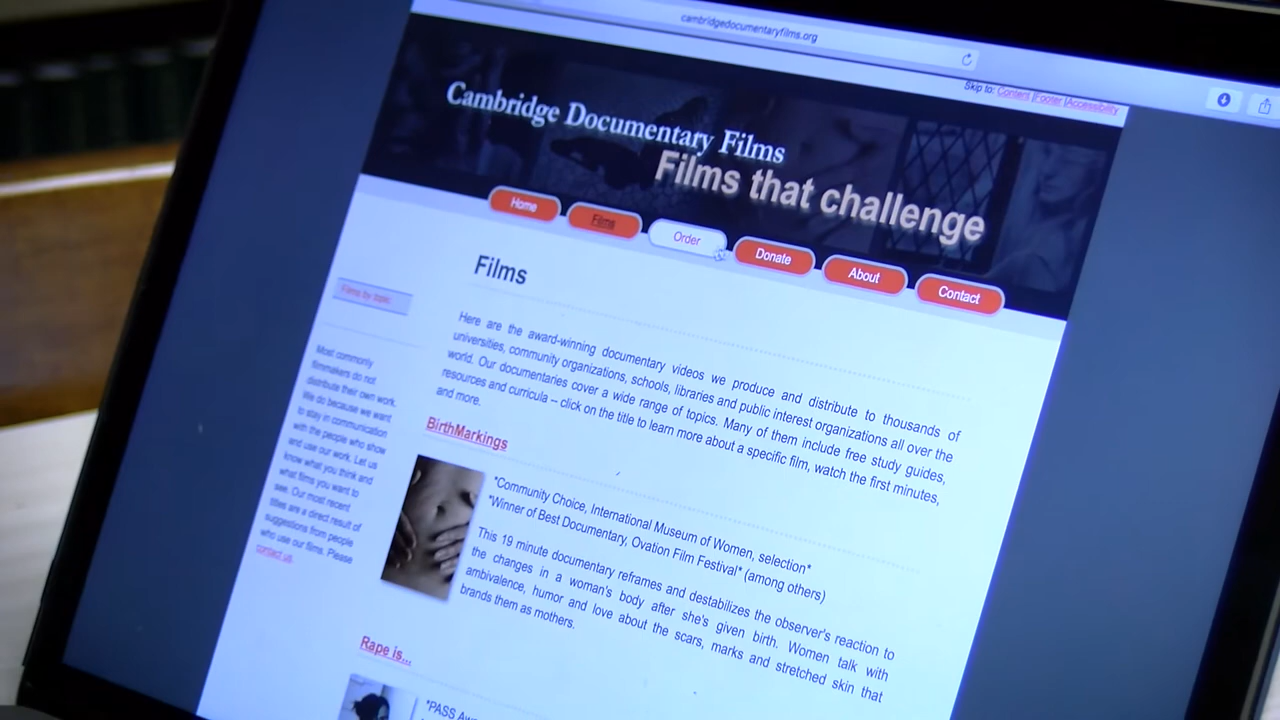 cambridgedocumentaryfilms.org
Skip to: Content |Footer |Accessibility
Cambridge Documentary Films
Films that challenge
Home
Films
Order
Donate
About
Contact
Films
Films by topic
Here are the award-winning documentary videos we produce and distribute to thousands of
universities, community organizations, schools, libraries and public interest organizations all over the
world. Our documentaries cover a wide range of topics. Many of them include free study guides,
resources and curricula – click on the title to learn more about a specific film, watch the first minutes,
and more.
Most commonly
filmmakers do not
distribute their own work.
We do because we want
to stay in communication
with the people who show
and use our work. Let us
know what you think and
what films you want to
see. Our most recent
titles are a direct result of
suggestions from people
who use our films. Please
contact us.
BirthMarkings
*Community Choice, International Museum of Women, selection*
*Winner of Best Documentary, Ovation Film Festival* (among others)
This 19 minute documentary reframes and destabilizes the observer's reaction to
the changes in a woman's body after she's given birth. Women talk with
ambivalence, humor and love about the scars, marks and stretched skin that
brands them as mothers.
Rape is...
*PASS